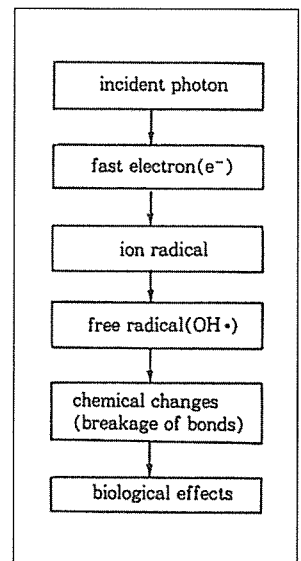 incident photon
fast electron(e⁻)
ion radical
free radical(OH•)
chemical changes
(breakage of bonds)
biological effects